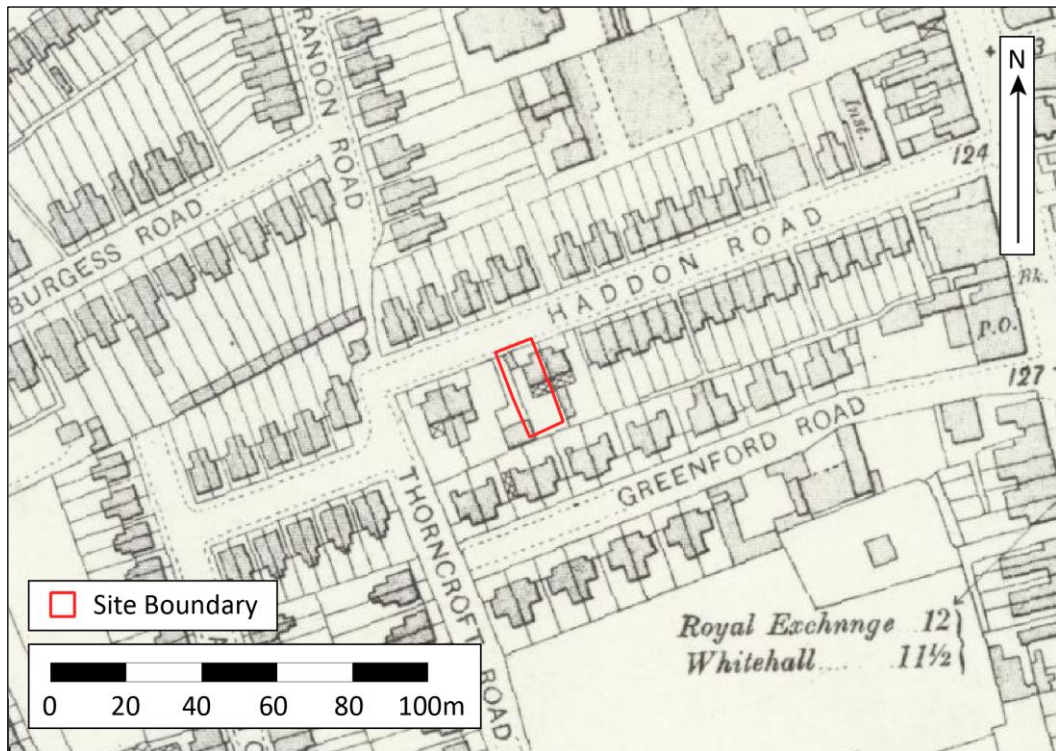 RANDON ROAD
BURGESS ROAD
HADDON ROAD
Inst.
124
N
Bk.
P.O.
127
GREENFORD ROAD
THORNCROFT ROAD
Royal Exchnnge 12
Whitehall.... 11½
Site Boundary
0 20 40 60 80 100m